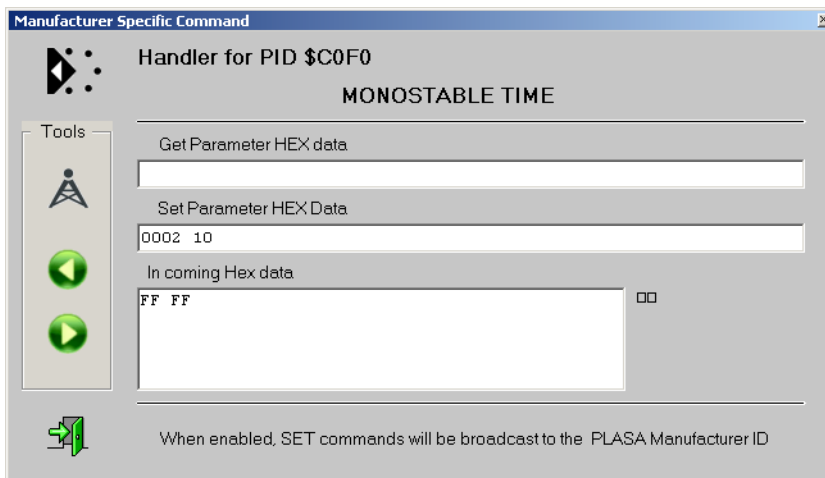 Manufacturer Specific Command
Handler for PID $C0F0
MONOSTABLE TIME
Tools
Get Parameter HEX data
Set Parameter HEX Data
0002 10
In coming Hex data
FF FF
When enabled, SET commands will be broadcast to the PLASA Manufacturer ID